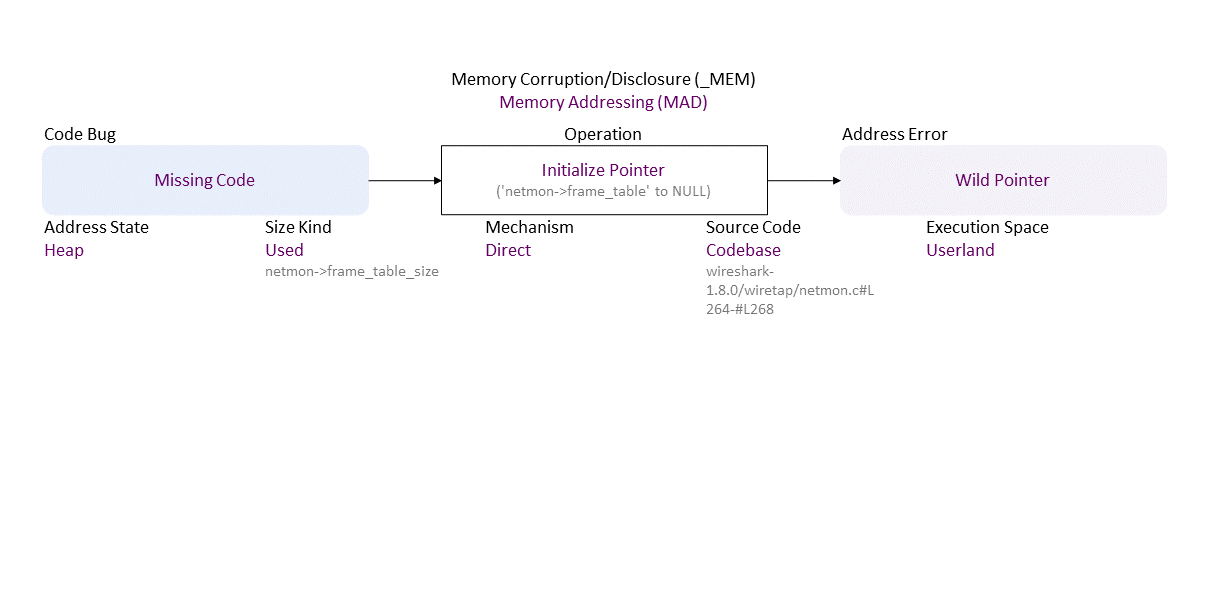 Memory Corruption/Disclosure (_MEM)
Memory Addressing (MAD)
Code Bug
Operation
Address Error
Missing Code
Initialize Pointer
('netmon->frame_table' to NULL)
Wild Pointer
Address State
Heap
Size Kind
Used
netmon->frame_table_size
Mechanism
Direct
Source Code
Codebase
wireshark-
1.8.0/wiretap/netmon.c#L
264-#L268
Execution Space
Userland